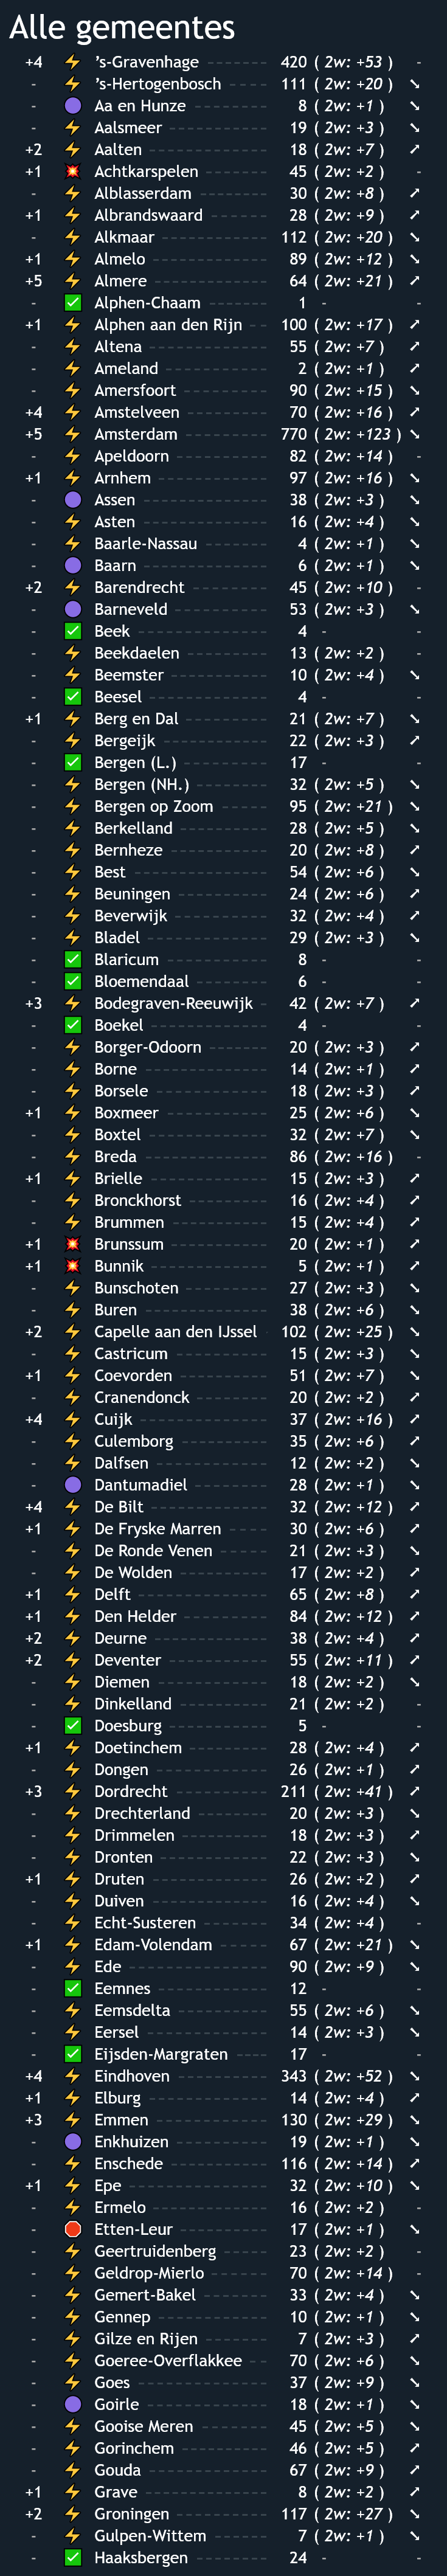 Alle gemeentes
+4 ’s-Gravenhage 420 ( 2w: +53 ) -
- ’s-Hertogenbosch 111 ( 2w: +20 ) ↘
- Aa en Hunze 8 ( 2w: +1 ) ↘
- Aalsmeer 19 ( 2w: +3 ) ↘
+2 Aalten 18 ( 2w: +7 ) ↗
+1 Achtkarspelen 45 ( 2w: +2 ) -
- Alblasserdam 30 ( 2w: +8 ) ↗
+1 Albrandswaard 28 ( 2w: +9 ) ↗
- Alkmaar 112 ( 2w: +20 ) ↘
+1 Almelo 89 ( 2w: +12 ) ↘
+5 Almere 64 ( 2w: +21 ) ↗
- Alphen-Chaam 1 - -
+1 Alphen aan den Rijn 100 ( 2w: +17 ) ↗
- Altena 55 ( 2w: +7 ) ↗
- Ameland 2 ( 2w: +1 ) ↗
- Amersfoort 90 ( 2w: +15 ) ↘
+4 Amstelveen 70 ( 2w: +16 ) ↗
+5 Amsterdam 770 ( 2w: +123 ) ↘
- Apeldoorn 82 ( 2w: +14 ) -
+1 Arnhem 97 ( 2w: +16 ) ↘
- Assen 38 ( 2w: +3 ) ↘
- Asten 16 ( 2w: +4 ) ↘
- Baarle-Nassau 4 ( 2w: +1 ) ↘
- Baarn 6 ( 2w: +1 ) ↘
+2 Barendrecht 45 ( 2w: +10 ) -
- Barneveld 53 ( 2w: +3 ) ↘
- Beek 4 - -
- Beekdaelen 13 ( 2w: +2 ) -
- Beemster 10 ( 2w: +4 ) ↘
- Beesel 4 - -
+1 Berg en Dal 21 ( 2w: +7 ) ↘
- Bergeijk 22 ( 2w: +3 ) ↗
- Bergen (L.) 17 - -
- Bergen (NH.) 32 ( 2w: +5 ) ↘
- Bergen op Zoom 95 ( 2w: +21 ) ↘
- Berkelland 28 ( 2w: +5 ) ↘
- Bernheze 20 ( 2w: +8 ) ↗
- Best 54 ( 2w: +6 ) ↘
- Beuningen 24 ( 2w: +6 ) ↗
- Beverwijk 32 ( 2w: +4 ) ↗
- Bladel 29 ( 2w: +3 ) ↘
- Blaricum 8 - -
- Bloemendaal 6 - -
+3 Bodegraven-Reeuwijk 42 ( 2w: +7 ) ↗
- Boekel 4 - -
- Borger-Odoorn 20 ( 2w: +3 ) ↗
- Borne 14 ( 2w: +1 ) ↗
- Borsele 18 ( 2w: +3 ) ↗
+1 Boxmeer 25 ( 2w: +6 ) ↘
- Boxtel 32 ( 2w: +7 ) ↘
- Breda 86 ( 2w: +16 ) -
+1 Brielle 15 ( 2w: +3 ) ↗
- Bronckhorst 16 ( 2w: +4 ) ↗
- Brummen 15 ( 2w: +4 ) ↗
+1 Brunssum 20 ( 2w: +1 ) ↗
+1 Bunnik 5 ( 2w: +1 ) ↗
- Bunschoten 27 ( 2w: +3 ) ↘
- Buren 38 ( 2w: +6 ) ↘
+2 Capelle aan den IJssel 102 ( 2w: +25 ) ↘
- Castricum 15 ( 2w: +3 ) ↘
+1 Coevorden 51 ( 2w: +7 ) ↘
- Cranendonck 20 ( 2w: +2 ) ↗
+4 Cuijk 37 ( 2w: +16 ) ↗
- Culemborg 35 ( 2w: +6 ) ↗
- Dalfsen 12 ( 2w: +2 ) ↘
- Dantumadiel 28 ( 2w: +1 ) ↘
+4 De Bilt 32 ( 2w: +12 ) ↗
+1 De Fryske Marren 30 ( 2w: +6 ) ↗
- De Ronde Venen 21 ( 2w: +3 ) ↘
- De Wolden 17 ( 2w: +2 ) ↗
+1 Delft 65 ( 2w: +8 ) ↗
+1 Den Helder 84 ( 2w: +12 ) ↗
+2 Deurne 38 ( 2w: +4 ) ↗
+2 Deventer 55 ( 2w: +11 ) ↗
- Diemen 18 ( 2w: +2 ) ↘
- Dinkelland 21 ( 2w: +2 ) -
- Doesburg 5 - -
+1 Doetinchem 28 ( 2w: +4 ) ↗
- Dongen 26 ( 2w: +1 ) ↗
+3 Dordrecht 211 ( 2w: +41 ) ↗
- Drechterland 20 ( 2w: +3 ) ↘
- Drimmelen 18 ( 2w: +3 ) ↗
- Dronten 22 ( 2w: +3 ) ↘
+1 Druten 26 ( 2w: +2 ) ↗
- Duiven 16 ( 2w: +4 ) ↘
- Echt-Susteren 34 ( 2w: +4 ) -
+1 Edam-Volendam 67 ( 2w: +21 ) ↘
- Ede 90 ( 2w: +9 ) ↘
- Eemnes 12 - -
- Eemsdelta 55 ( 2w: +6 ) ↘
- Eersel 14 ( 2w: +3 ) ↘
- Eijsden-Margraten 17 - -
+4 Eindhoven 343 ( 2w: +52 ) ↘
+1 Elburg 14 ( 2w: +4 ) ↗
+3 Emmen 130 ( 2w: +29 ) ↘
- Enkhuizen 19 ( 2w: +1 ) ↘
- Enschede 116 ( 2w: +14 ) ↗
+1 Epe 32 ( 2w: +10 ) ↘
- Ermelo 16 ( 2w: +2 ) -
- Etten-Leur 17 ( 2w: +1 ) ↘
- Geertruidenberg 23 ( 2w: +2 ) -
- Geldrop-Mierlo 70 ( 2w: +14 ) -
- Gemert-Bakel 33 ( 2w: +4 ) ↘
- Gennep 10 ( 2w: +1 ) ↘
- Gilze en Rijen 7 ( 2w: +3 ) ↗
- Goeree-Overflakkee 70 ( 2w: +6 ) ↘
- Goes 37 ( 2w: +9 ) ↘
- Goirle 18 ( 2w: +1 ) ↘
- Gooise Meren 45 ( 2w: +5 ) ↘
- Gorinchem 46 ( 2w: +5 ) ↗
- Gouda 67 ( 2w: +9 ) ↗
+1 Grave 8 ( 2w: +2 ) ↗
+2 Groningen 117 ( 2w: +27 ) ↘
- Gulpen-Wittem 7 ( 2w: +1 ) ↘
- Haaksbergen 24 - -